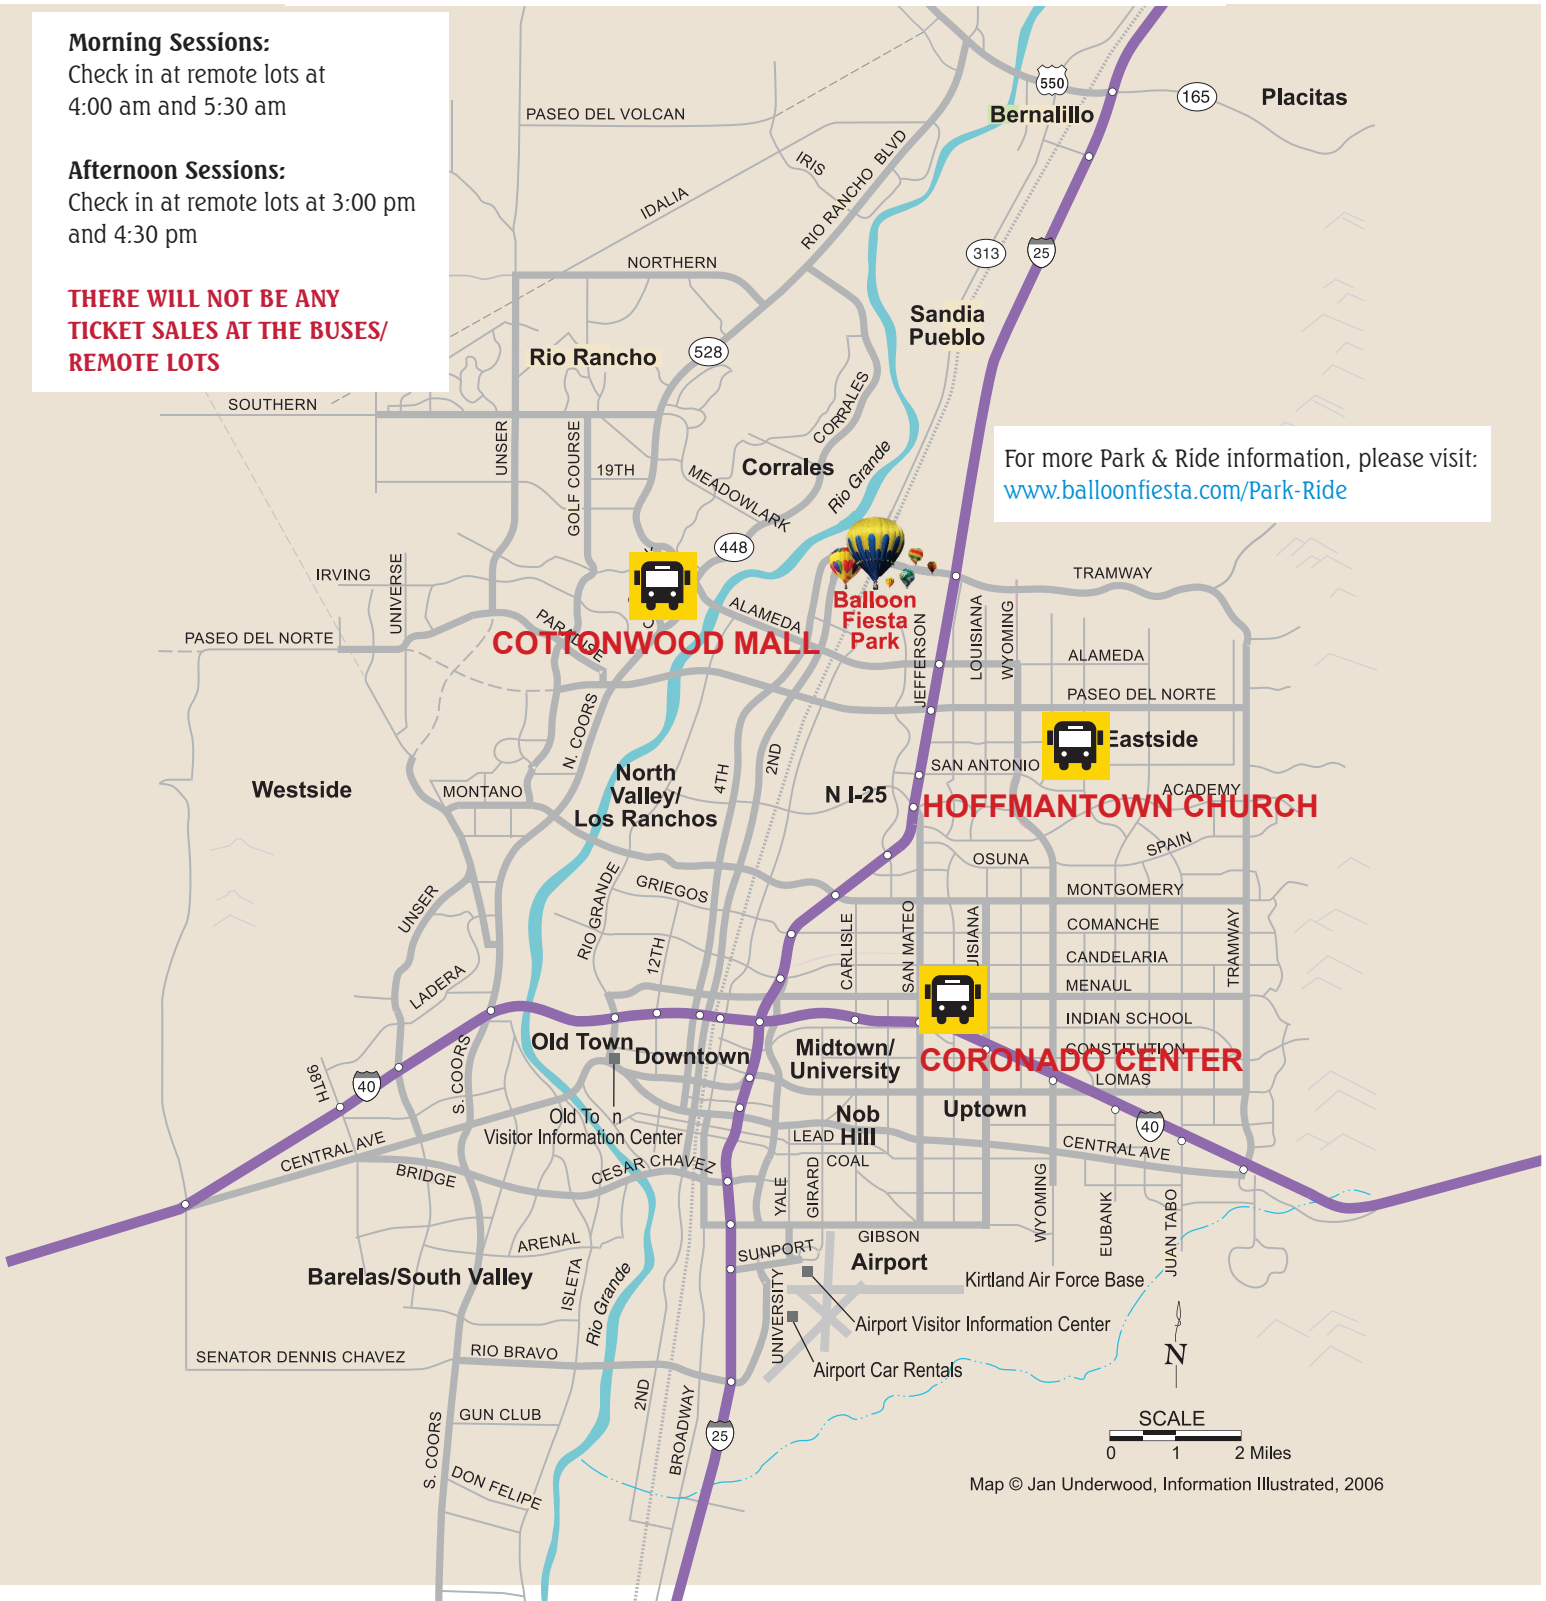 Morning Sessions:
Check in at remote lots at
4:00 am and 5:30 am
Afternoon Sessions:
Check in at remote lots at 3:00 pm
and 4:30 pm
THERE WILL NOT BE ANY
TICKET SALES AT THE BUSES/
REMOTE LOTS
For more Park & Ride information, please visit:
www.balloonfiesta.com/Park-Ride
550
Bernalillo
165
Placitas
PASEO DEL VOLCAN
IRIS
RIO RANCHO BLVD
IDALIA
313
25
NORTHERN
Sandia
Pueblo
Rio Rancho
528
SOUTHERN
UNSER
GOLF COURSE
19TH
CORRALES
Corrales
MEADOWLARK
Rio Grande
448
IRVING
UNIVERSE
TRAMWAY
Balloon
Fiesta
Park
ALAMEDA
JEFFERSON
LOUISIANA
WYOMING
PASEO DEL NORTE
PARADISE
COTTONWOOD MALL
ALAMEDA
PASEO DEL NORTE
N. COORS
Eastside
SAN ANTONIO
Westside
MONTANO
North
Valley/
Los Ranchos
4TH
2ND
N I-25
ACADEMY
HOFFMANTOWN CHURCH
SPAIN
OSUNA
UNSER
RIO GRANDE
GRIEGOS
MONTGOMERY
COMANCHE
CANDELARIA
MENAUL
INDIAN SCHOOL
CONSTITUTION
LOMAS
12TH
CARLISLE
SAN MATEO
UISIANA
TRAMWAY
LADERA
Old Town
Downtown
Midtown/
University
CORONADO CENTER
98TH
40
S. COORS
Old To n
Visitor Information Center
Nob
Hill
Uptown
40
LEAD
COAL
CENTRAL AVE
CENTRAL AVE
BRIDGE
CESAR CHAVEZ
YALE
GIRARD
WYOMING
EUBANK
JUAN TABO
ARENAL
SUNPORT
GIBSON
Airport
Barelas/South Valley
ISLETA
Rio Grande
UNIVERSITY
Kirtland Air Force Base
Airport Visitor Information Center
Airport Car Rentals
SENATOR DENNIS CHAVEZ
RIO BRAVO
N
2ND
BROADWAY
GUN CLUB
S. COORS
DON FELIPE
25
SCALE
0 1 2 Miles
Map © Jan Underwood, Information Illustrated, 2006